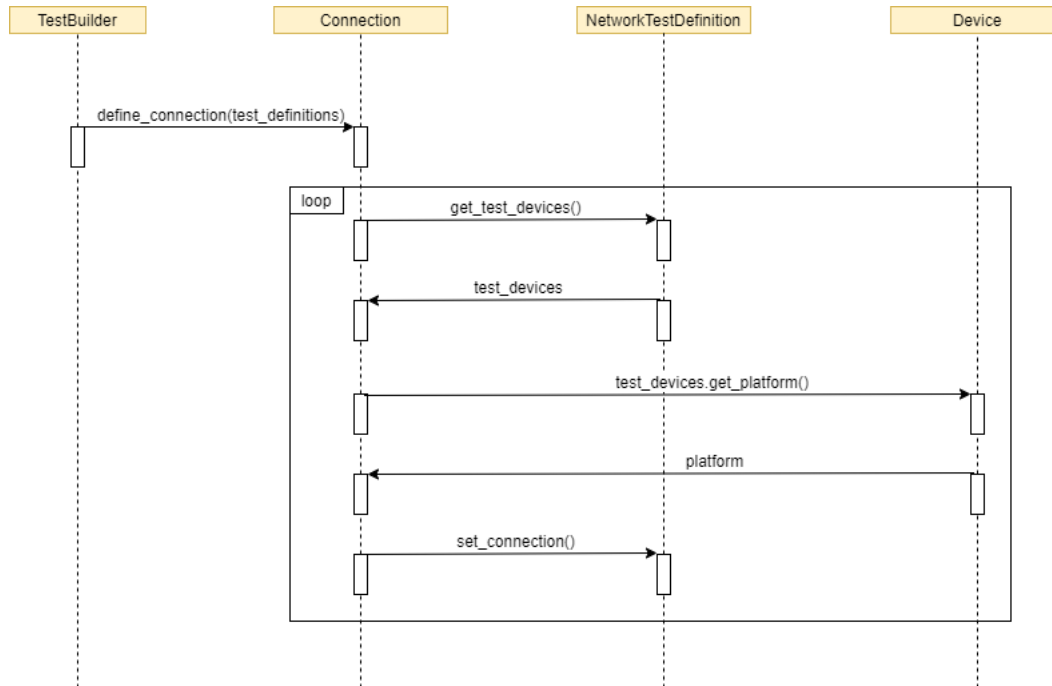 TestBuilder
Connection
NetworkTestDefinition
Device
define_connection(test_definitions)
loop
get_test_devices()
test_devices
test_devices.get_platform()
platform
set_connection()